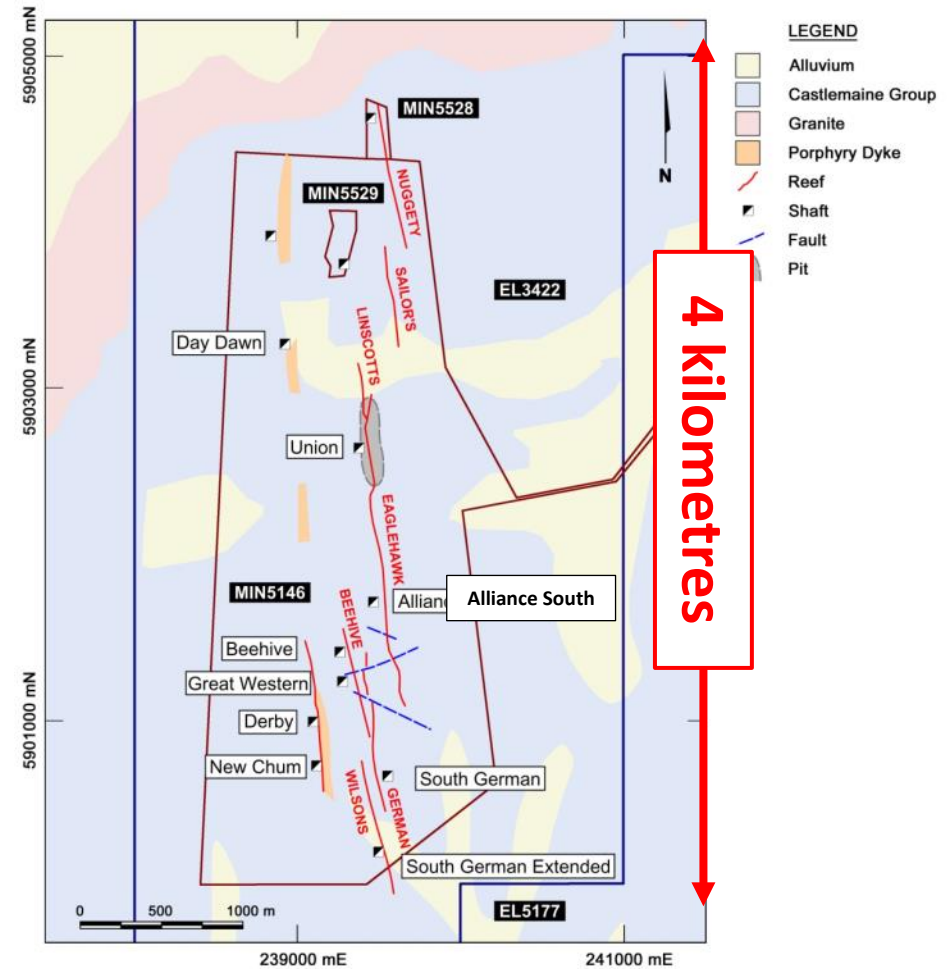 5905000 mN
5903000 mN
5901000 mN
MIN5528
MIN5529
NUGGETY
SAILOR'S
EL3422
N
Day Dawn
LINSCOTTS
Union
EAGLEHAWK
MIN5146
Alliance South
BEEHIVE
Beehive
Great Western
Derby
New Chum
WILSONS
GERMAN
South German
South German Extended
EL5177
0 500 1000 m
239000 mE
241000 mE
4 kilometres
LEGEND
Alluvium
Castlemaine Group
Granite
Porphyry Dyke
Reef
Shaft
Fault
Pit